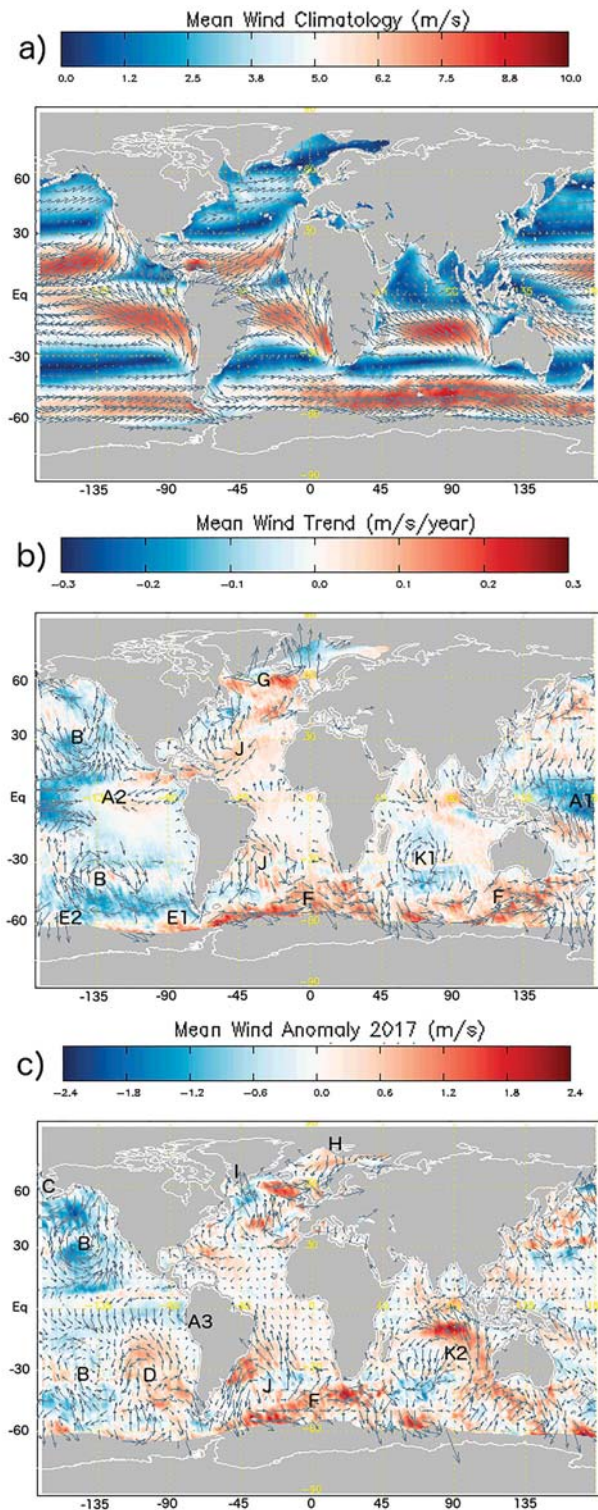 Mean Wind Climatology (m/s)
a)
0.0 1.2 2.5 3.8 5.0 6.2 7.5 8.8 10.0
60
30
Eq
-30
-60
-135 -90 -45 0 45 90 135
Mean Wind Trend (m/s/year)
b)
-0.3 -0.2 -0.1 0.0 0.1 0.2 0.3
60
G
B
J
30
Eq
A2
A1
-30
J
K1
B
F
F
-60
E2
E1
-135 -90 -45 0 45 90 135
Mean Wind Anomaly 2017 (m/s)
c)
-2.4 -1.8 -1.2 -0.6 0.0 0.6 1.2 1.8 2.4
H
I
C
60
B
30
Eq
A3
K2
-30
B
D
J
F
-60
-135 -90 -45 0 45 90 135